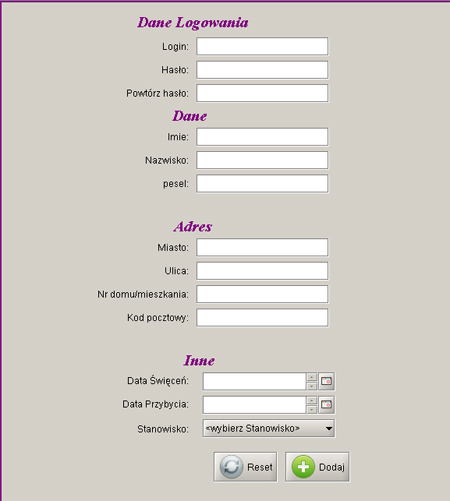 Dane Logowania
Login:
Hasło:
Powtórz hasło:
Dane
Imie:
Nazwisko:
pesel:
Adres
Miasto:
Ulica:
Nr domu/mieszkania:
Kod pocztowy:
Inne
Data Święceń:
Data Przybycia:
Stanowisko: <wybierz Stanowisko>
Reset Dodaj